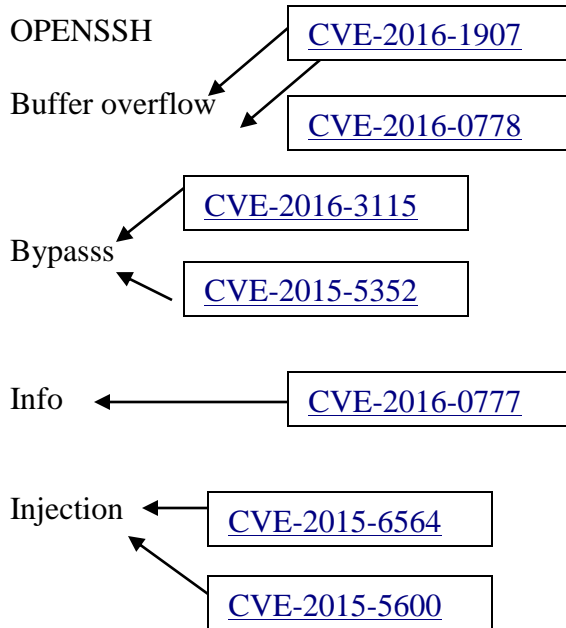 OPENSSH
CVE-2016-1907
Buffer overflow
CVE-2016-0778
CVE-2016-3115
Bypasss
CVE-2015-5352
Info
CVE-2016-0777
Injection
CVE-2015-6564
CVE-2015-5600